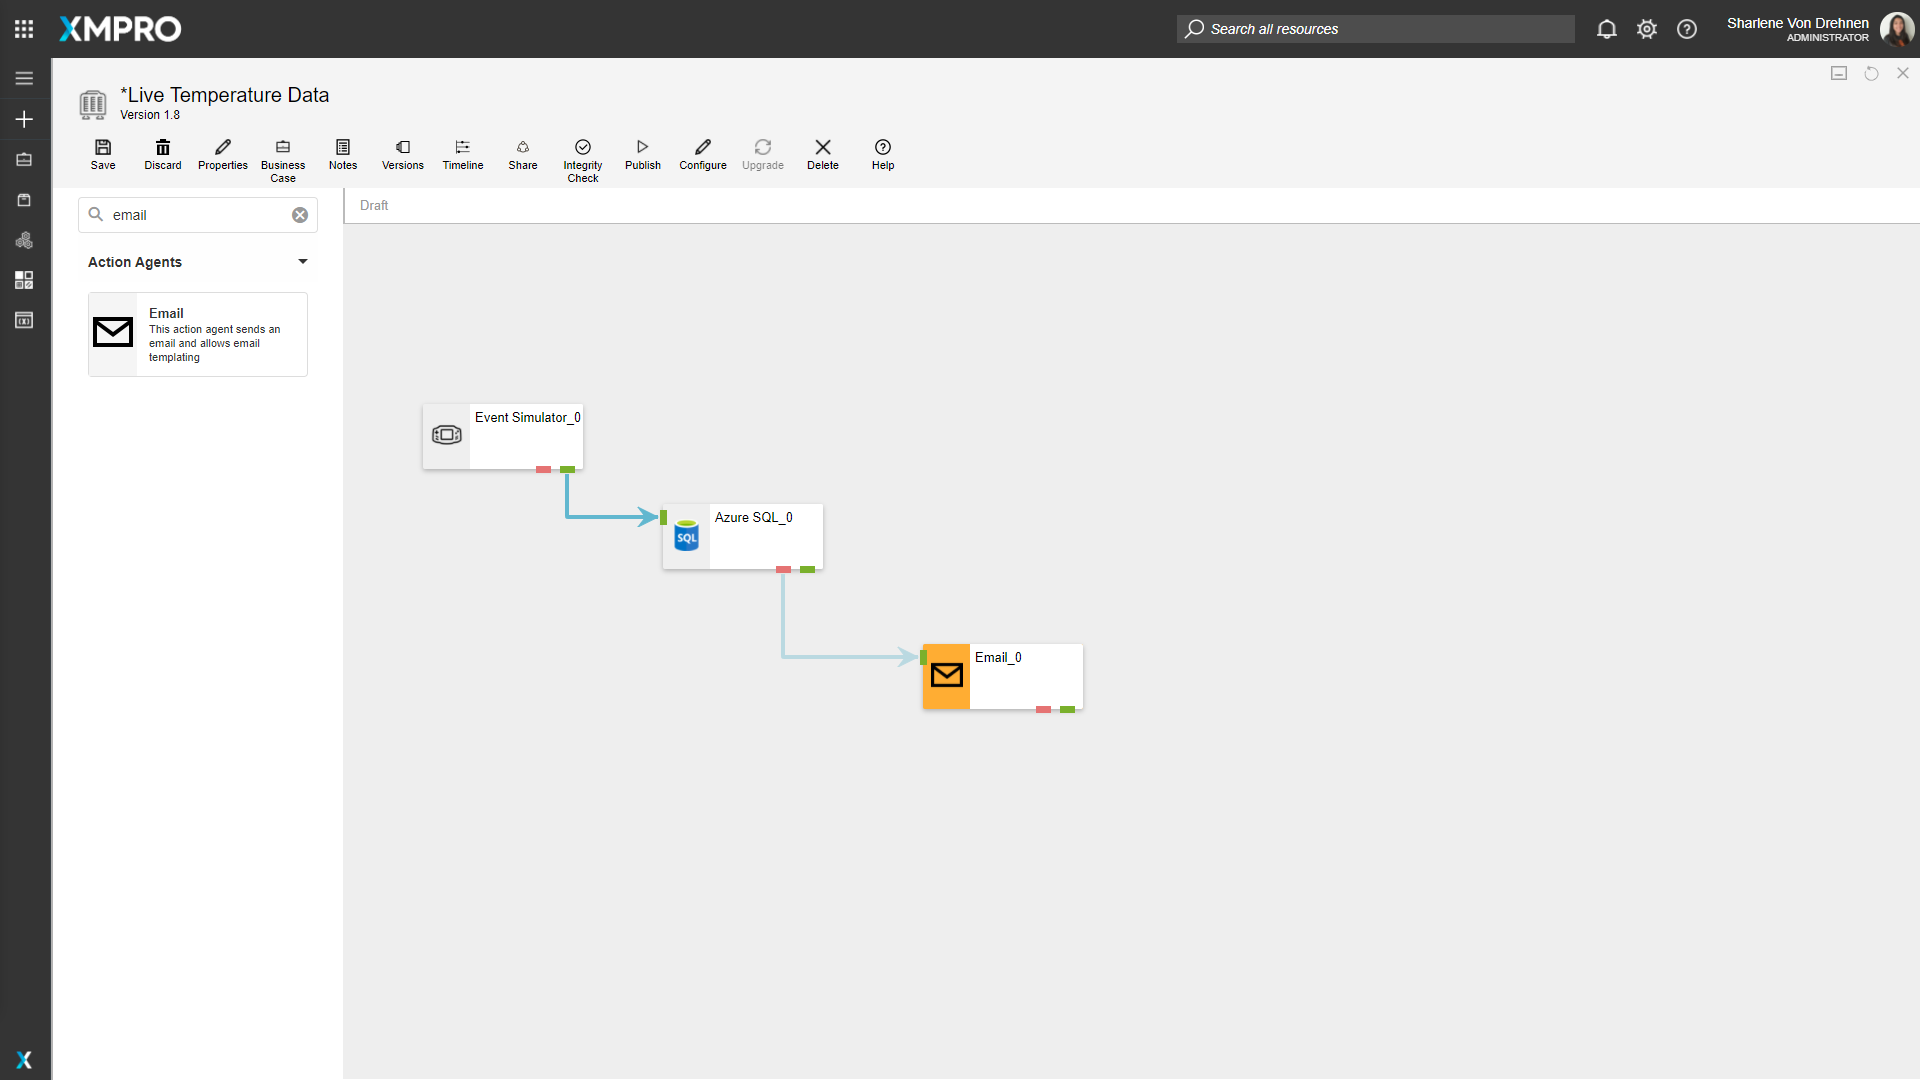 XMPRO
Search all resources
Sharlene Von Drehnen
ADMINISTRATOR
*Live Temperature Data
Version 1.8
Save
Discard
Properties
Business
Case
Notes
Versions
Timeline
Share
Integrity
Check
Publish
Configure
Upgrade
Delete
Help
email
Draft
Action Agents
Email
This action agent sends an
email and allows email
templating
Event Simulator_0
SQL
Azure SQL_0
Email_0